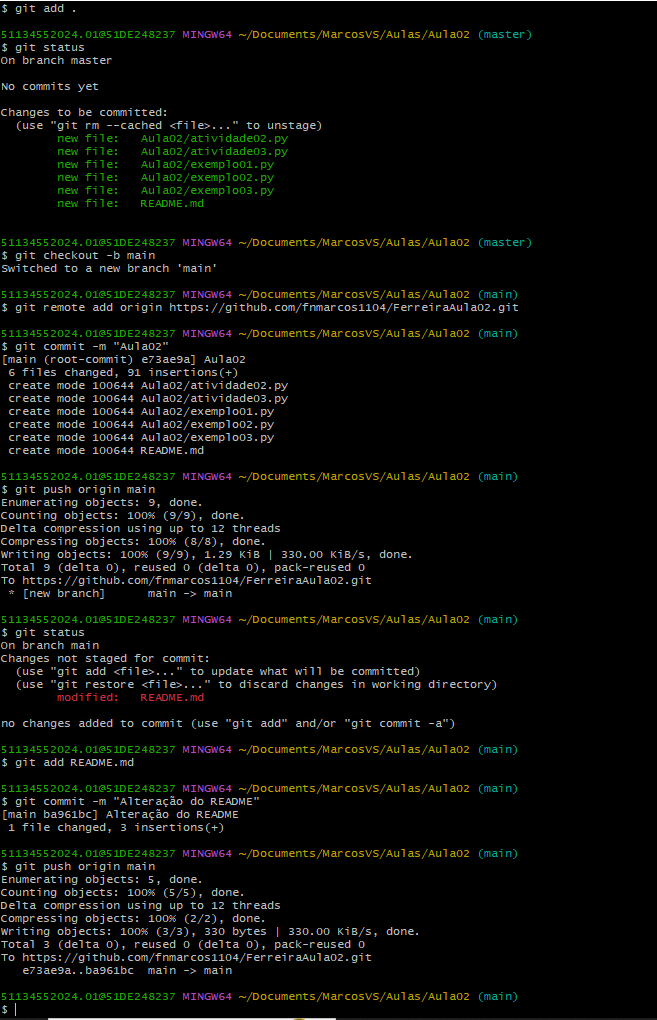 $ git add .
51134552024.01@51DE248237 MINGW64 ~/Documents/MarcosVS/Aulas/Aula02 (master)
$ git status
On branch master
No commits yet
Changes to be committed:
  (use "git rm --cached <file>..." to unstage)
        new file:   Aula02/atividade02.py
        new file:   Aula02/atividade03.py
        new file:   Aula02/exemplo01.py
        new file:   Aula02/exemplo02.py
        new file:   Aula02/exemplo03.py
        new file:   README.md
51134552024.01@51DE248237 MINGW64 ~/Documents/MarcosVS/Aulas/Aula02 (master)
$ git checkout -b main
Switched to a new branch 'main'
51134552024.01@51DE248237 MINGW64 ~/Documents/MarcosVS/Aulas/Aula02 (main)
$ git remote add origin https://github.com/fnmarcos1104/FerreiraAula02.git
51134552024.01@51DE248237 MINGW64 ~/Documents/MarcosVS/Aulas/Aula02 (main)
$ git commit -m "Aula02"
[main (root-commit) e73ae9a] Aula02
 6 files changed, 91 insertions(+)
 create mode 100644 Aula02/atividade02.py
 create mode 100644 Aula02/atividade03.py
 create mode 100644 Aula02/exemplo01.py
 create mode 100644 Aula02/exemplo02.py
 create mode 100644 Aula02/exemplo03.py
 create mode 100644 README.md
51134552024.01@51DE248237 MINGW64 ~/Documents/MarcosVS/Aulas/Aula02 (main)
$ git push origin main
Enumerating objects: 9, done.
Counting objects: 100% (9/9), done.
Delta compression using up to 12 threads
Compressing objects: 100% (8/8), done.
Writing objects: 100% (9/9), 1.29 KiB | 330.00 KiB/s, done.
Total 9 (delta 0), reused 0 (delta 0), pack-reused 0
To https://github.com/fnmarcos1104/FerreiraAula02.git
 * [new branch]      main -> main
51134552024.01@51DE248237 MINGW64 ~/Documents/MarcosVS/Aulas/Aula02 (main)
$ git status
On branch main
Changes not staged for commit:
  (use "git add <file>..." to update what will be committed)
  (use "git restore <file>..." to discard changes in working directory)
        modified:   README.md
no changes added to commit (use "git add" and/or "git commit -a")
51134552024.01@51DE248237 MINGW64 ~/Documents/MarcosVS/Aulas/Aula02 (main)
$ git add README.md
51134552024.01@51DE248237 MINGW64 ~/Documents/MarcosVS/Aulas/Aula02 (main)
$ git commit -m "Alteração do README"
[main ba961bc] Alteração do README
 1 file changed, 3 insertions(+)
51134552024.01@51DE248237 MINGW64 ~/Documents/MarcosVS/Aulas/Aula02 (main)
$ git push origin main
Enumerating objects: 5, done.
Counting objects: 100% (5/5), done.
Delta compression using up to 12 threads
Compressing objects: 100% (2/2), done.
Writing objects: 100% (3/3), 330 bytes | 330.00 KiB/s, done.
Total 3 (delta 0), reused 0 (delta 0), pack-reused 0
To https://github.com/fnmarcos1104/FerreiraAula02.git
   e73ae9a..ba961bc  main -> main
51134552024.01@51DE248237 MINGW64 ~/Documents/MarcosVS/Aulas/Aula02 (main)
$